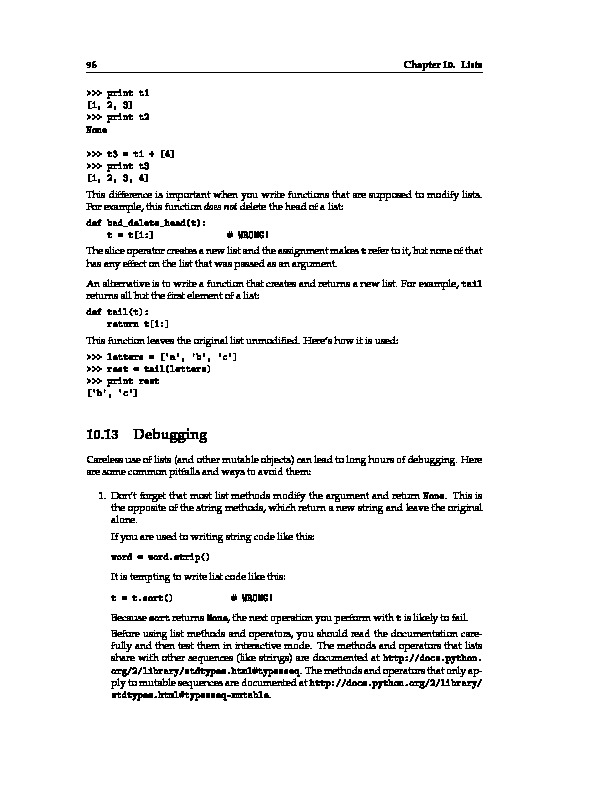 96 Chapter 10. Lists
>>> print t1
[1, 2, 3]
>>> print t2
None
>>> t3 = t1 + [4]
>>> print t3
[1, 2, 3, 4]
This difference is important when you write functions that are supposed to modify lists.
For example, this function does not delete the head of a list:
def bad_delete_head(t):
    t = t[1:]          # WRONG!
The slice operator creates a new list and the assignment makes t refer to it, but none of that
has any effect on the list that was passed as an argument.
An alternative is to write a function that creates and returns a new list. For example, tail
returns all but the first element of a list:
def tail(t):
    return t[1:]
This function leaves the original list unmodified. Here's how it is used:
>>> letters = ['a', 'b', 'c']
>>> rest = tail(letters)
>>> print rest
['b', 'c']
10.13 Debugging
Careless use of lists (and other mutable objects) can lead to long hours of debugging. Here
are some common pitfalls and ways to avoid them:
1. Don't forget that most list methods modify the argument and return None. This is
the opposite of the string methods, which return a new string and leave the original
alone.
If you are used to writing string code like this:
word = word.strip()
It is tempting to write list code like this:
t = t.sort()          # WRONG!
Because sort returns None, the next operation you perform with t is likely to fail.
Before using list methods and operators, you should read the documentation care-
fully and then test them in interactive mode. The methods and operators that lists
share with other sequences (like strings) are documented at http://docs.python.
org/2/library/stdtypes.html#typesseq. The methods and operators that only ap-
ply to mutable sequences are documented at http://docs.python.org/2/library/
stdtypes.html#typesseq-mutable.